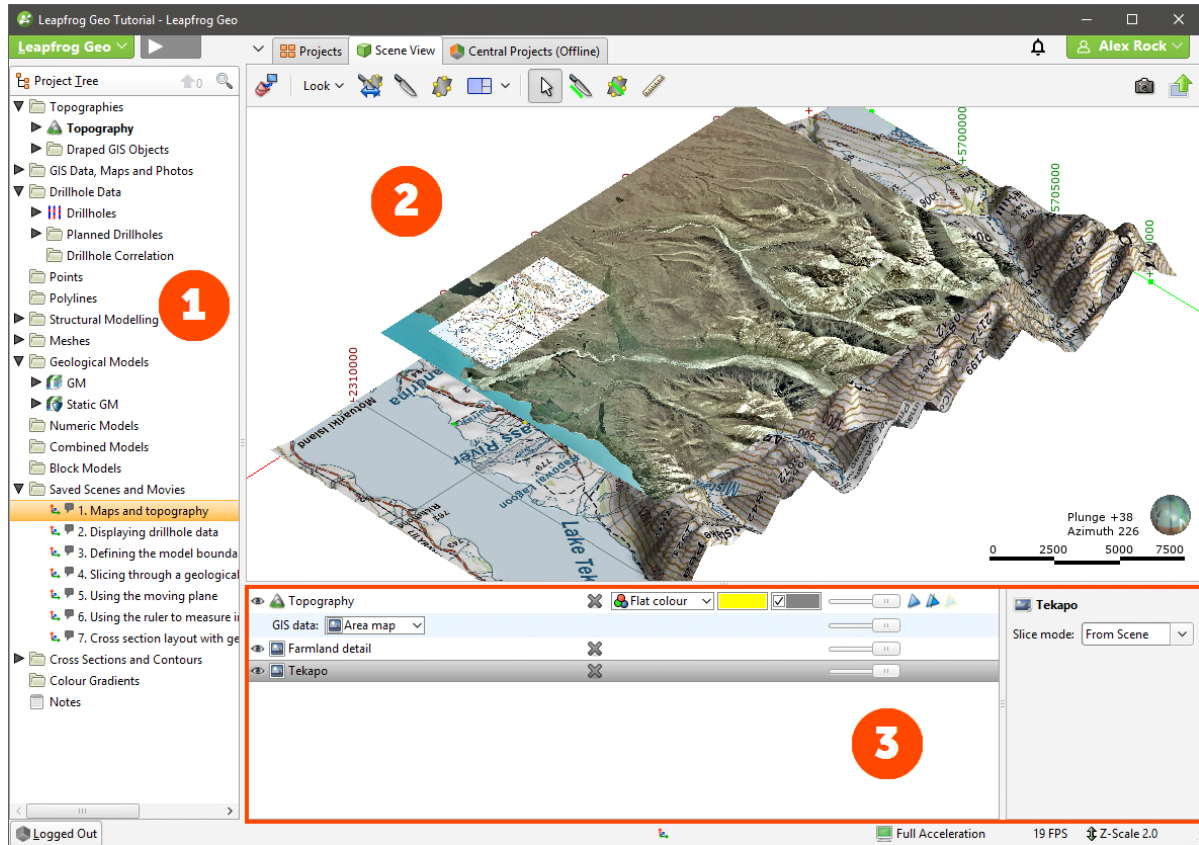 Leapfrog Geo Tutorial - Leapfrog Geo
Leapfrog Geo
Projects
Scene View
Central Projects (Offline)
Alex Rock
Project Tree
0
Look
Topographies
Topography
Draped GIS Objects
GIS Data, Maps and Photos
Drillhole Data
Drillholes
Planned Drillholes
Drillhole Correlation
Points
Polylines
Structural Modelling
Meshes
Geological Models
GM
Static GM
Numeric Models
Combined Models
Block Models
Saved Scenes and Movies
1. Maps and topography
2. Displaying drillhole data
3. Defining the model bounda
4. Slicing through a geological
5. Using the moving plane
6. Using the ruler to measure i
7. Cross section layout with ge
Cross Sections and Contours
Colour Gradients
Notes
1
2
+5700000
+5705000
+2310000
Motuariki Island
ass River
Lake Tek
Plunge +38
Azimuth 226
0 2500 5000 7500
Topography
Flat colour
GIS data: Area map
Farmland detail
Tekapo
3
Tekapo
Slice mode: From Scene
Logged Out
Full Acceleration
19 FPS
Z-Scale 2.0